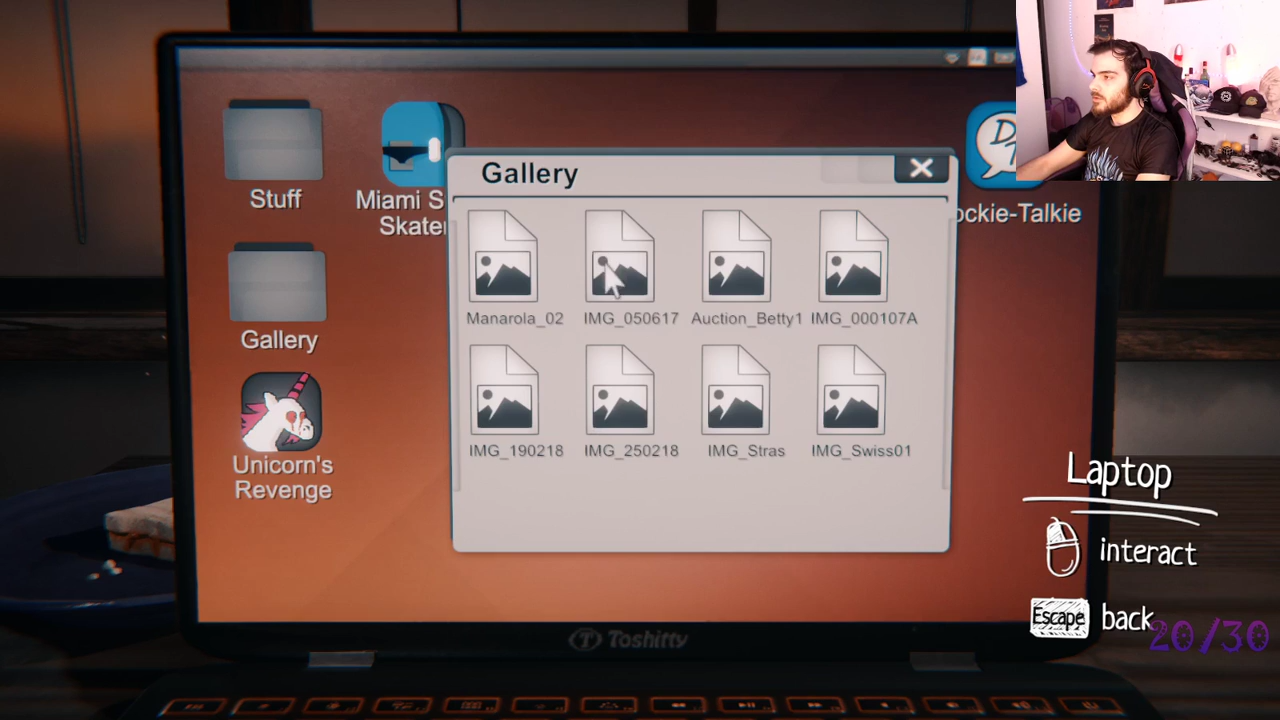 Gallery
Stuff
Miami S
Skater
ockie-Talkie
Manarola_02
IMG_050617
Auction_Betty1
IMG_000107A
Gallery
IMG_190218
IMG_250218
IMG_Stras
IMG_Swiss01
Unicorn's
Revenge
Laptop
interact
Escape back
20/30
Toshitty